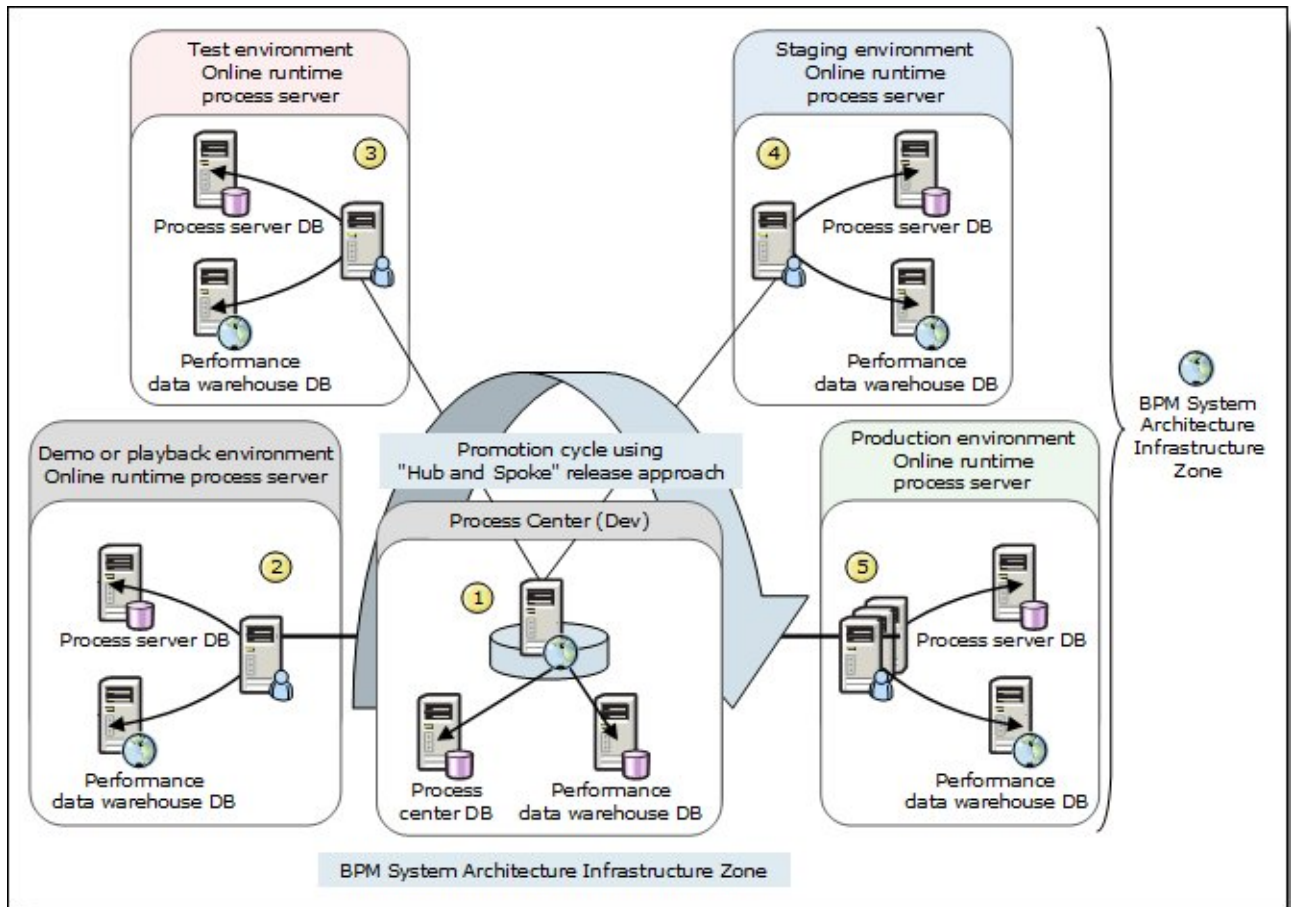 Test environment
Online runtime
process server
3
Process server DB
Performance
data warehouse DB
Staging environment
Online runtime
process server
4
Process server DB
Performance
data warehouse DB
BPM System
Architecture
Infrastructure
Zone
Demo or playback environment
Online runtime process server
2
Process server DB
Performance
data warehouse DB
Promotion cycle using
"Hub and Spoke" release approach
Process Center (Dev)
1
Process
center DB
Performance
data warehouse DB
Production environment
Online runtime
process server
5
Process server DB
Performance
data warehouse DB
BPM System Architecture Infrastructure Zone